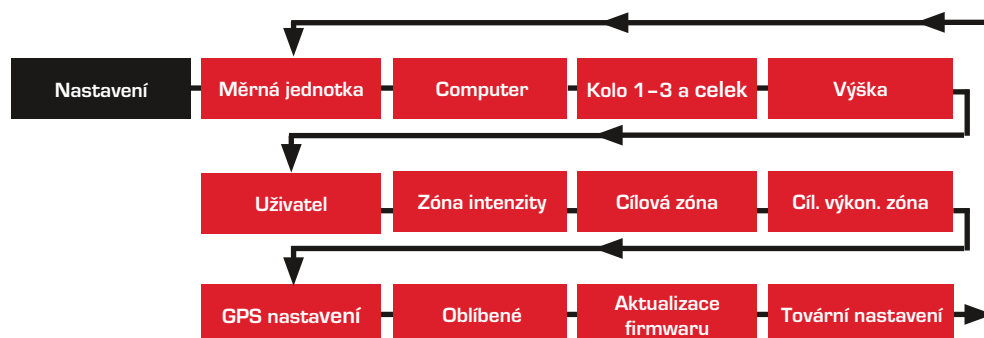 Nastavení
Měrná jednotka
Computer
Kolo 1–3 a celek
Výška
Uživatel
Zóna intenzity
Cílová zóna
Cíl. výkon. zóna
GPS nastavení
Oblíbené
Aktualizace
firmwaru
Tovární nastavení